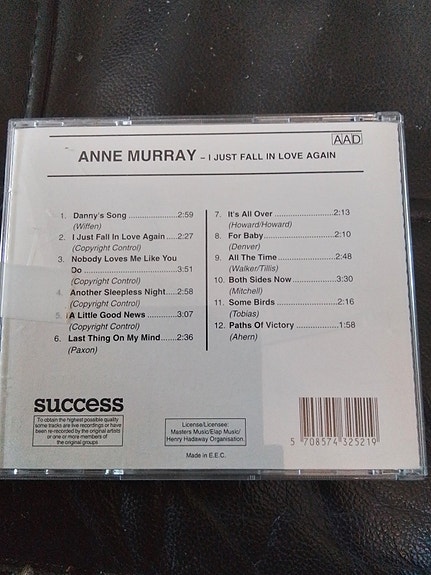 AAD
ANNE MURRAY – I JUST FALL IN LOVE AGAIN
1. Danny's Song ......................2:59
(Wiffen)
2. I Just Fall In Love Again .....2:27
(Copyright Control)
3. Nobody Loves Me Like You
Do ...............................3:51
(Copyright Control)
4. Another Sleepless Night.....2:58
(Copyright Control)
5. A Little Good News ..........3:07
(Copyright Control)
6. Last Thing On My Mind......2:36
(Paxon)
7. It's All Over ........................2:13
(Howard/Howard)
8. For Baby............................2:10
(Denver)
9. All The Time ......................2:48
(Walker/Tillis)
10. Both Sides Now.................3:30
(Mitchell)
11. Some Birds ........................2:16
(Tobias)
12. Paths Of Victory ................1:58
(Ahern)
success
To obtain the highest possible quality
some tracks are live recordings or have
been re-recorded by the original artists
or one or more members of
the original groups
License/Licensee:
Masters Music/Elap Music/
Henry Hadaway Organisation.
Made in E.E.C.
5 708574 325219